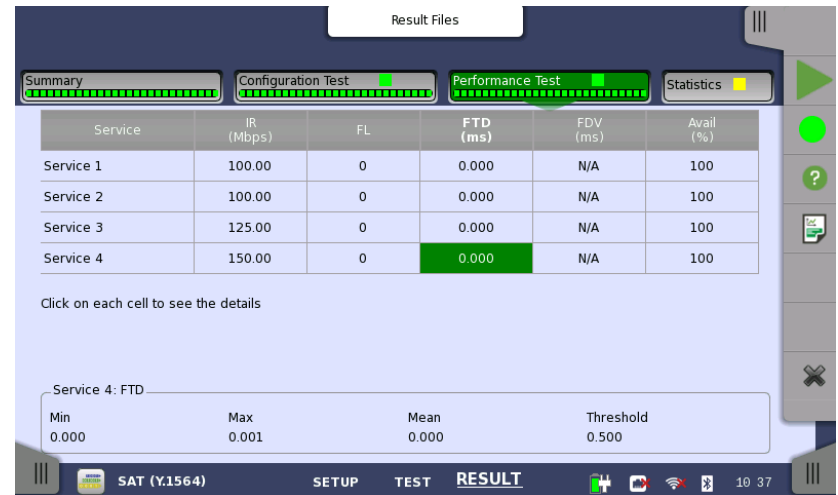 Result Files
Summary
Configuration Test
Performance Test
Statistics
Service IR (Mbps) FL FTD (ms) FDV (ms) Avail (%)
Service 1 100.00 0 0.000 N/A 100
Service 2 100.00 0 0.000 N/A 100
Service 3 125.00 0 0.000 N/A 100
Service 4 150.00 0 0.000 N/A 100
Click on each cell to see the details
Service 4: FTD
Min Max Mean Threshold
0.000 0.001 0.000 0.500
SAT (Y.1564) SETUP TEST RESULT 10 37